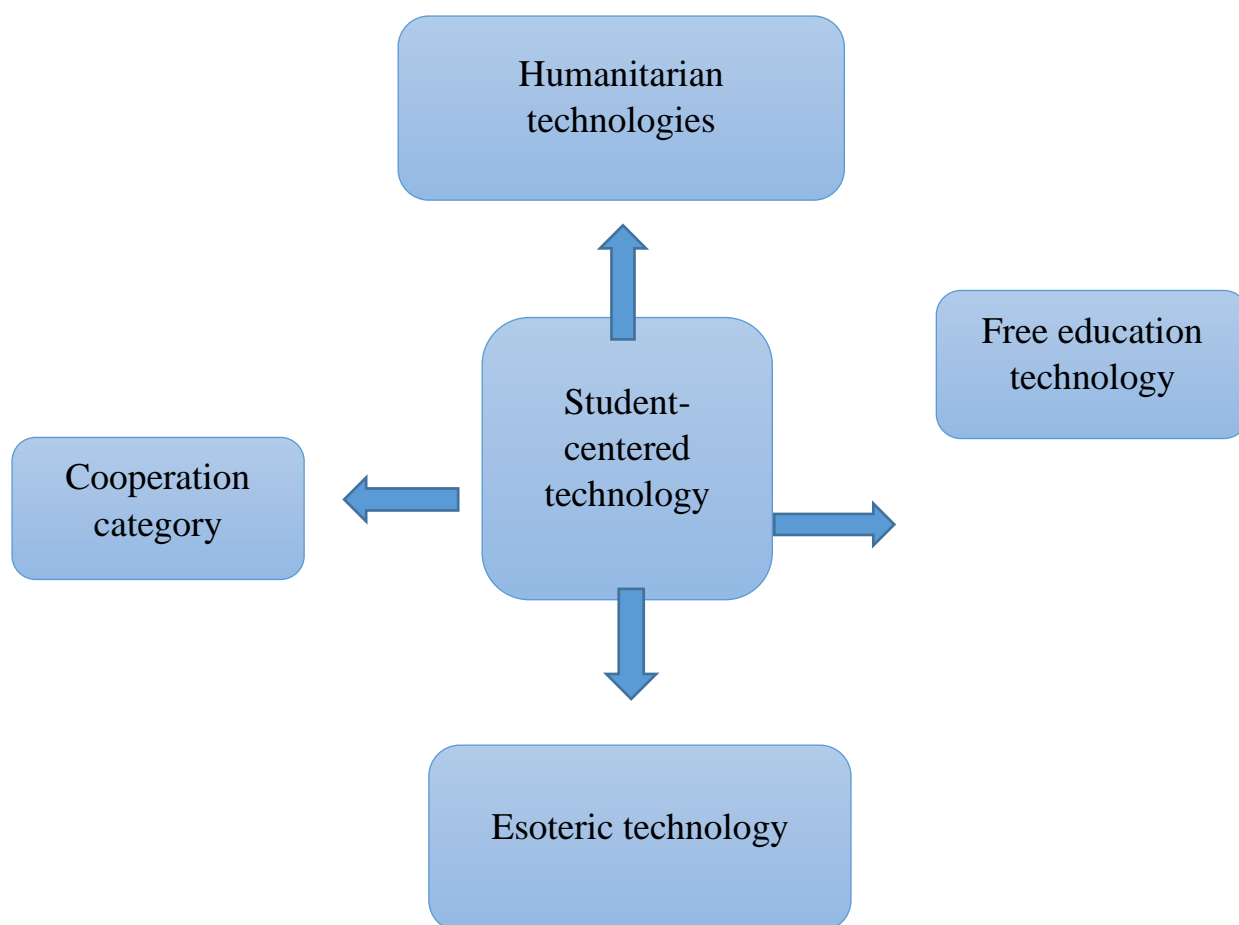 Humanitarian
technologies
Free education
technology
Student-
centered
technology
Cooperation
category
Esoteric technology